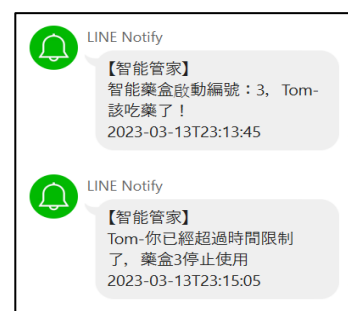 LINE Notify
【智能管家】
智能藥盒啟動編號：3，Tom-
該吃藥了！
2023-03-13T23:13:45
LINE Notify
【智能管家】
Tom-你已經超過時間限制
了，藥盒3停止使用
2023-03-13T23:15:05